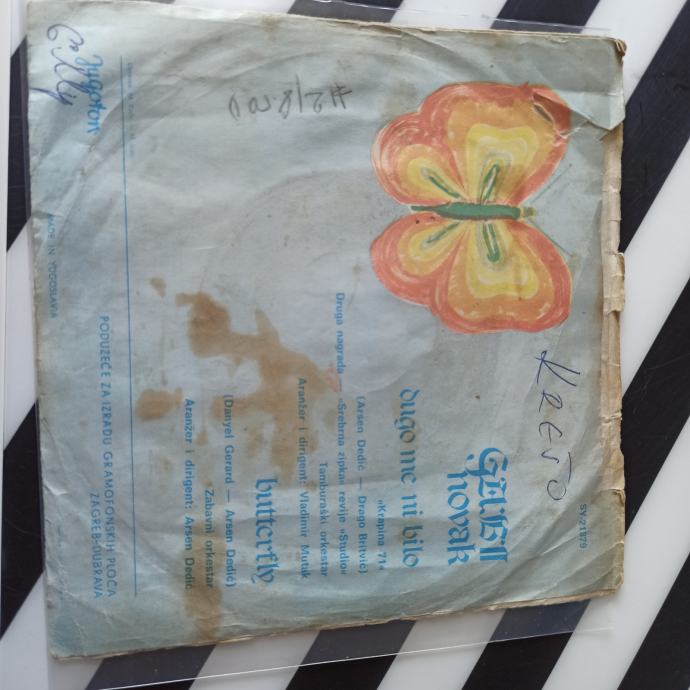 SY-21879
GABI
novak
KREŠO
dugo me ni bilo
»Krapina 71«
(Arsen Dedić — Drago Britvić)
Druga nagrada — »Srebrna zipka« revije »Studio«
Tamburaški orkestar
Aranžer i dirigent: Vladimir Mutak
butterfly
(Danyel Gerard — Arsen Dedić)
Zabavni orkestar
Aranžer i dirigent: Arsen Dedić
Jugoton
PODUZEĆE ZA IZRADU GRAMOFONSKIH PLOČA
ZAGREB-DUBRAVA
MADE IN YUGOSLAVIA